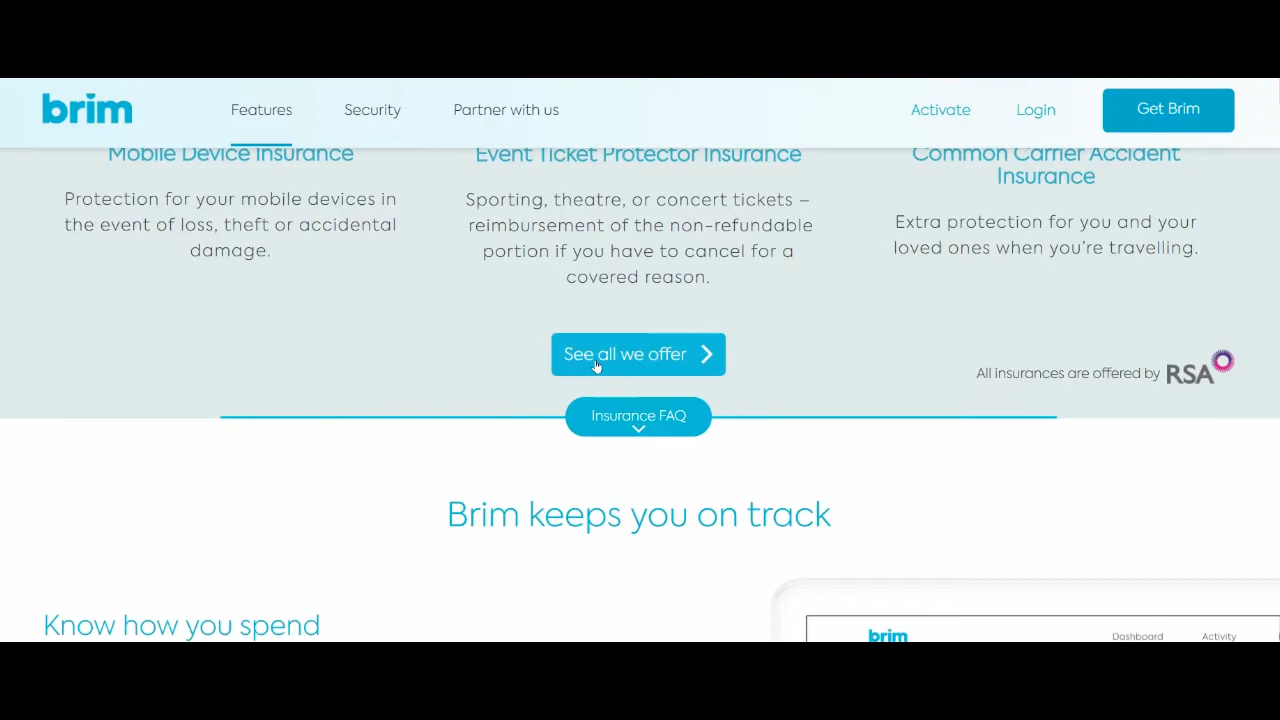 brim
Features
Security
Partner with us
Activate
Login
Get Brim
Mobile Device Insurance
Protection for your mobile devices in
the event of loss, theft or accidental
damage.
Event Ticket Protector Insurance
Sporting, theatre, or concert tickets –
reimbursement of the non-refundable
portion if you have to cancel for a
covered reason.
Common Carrier Accident
Insurance
Extra protection for you and your
loved ones when you’re travelling.
See all we offer
All insurances are offered by RSA
Insurance FAQ
Brim keeps you on track
Know how you spend
brim
Dashboard
Activity